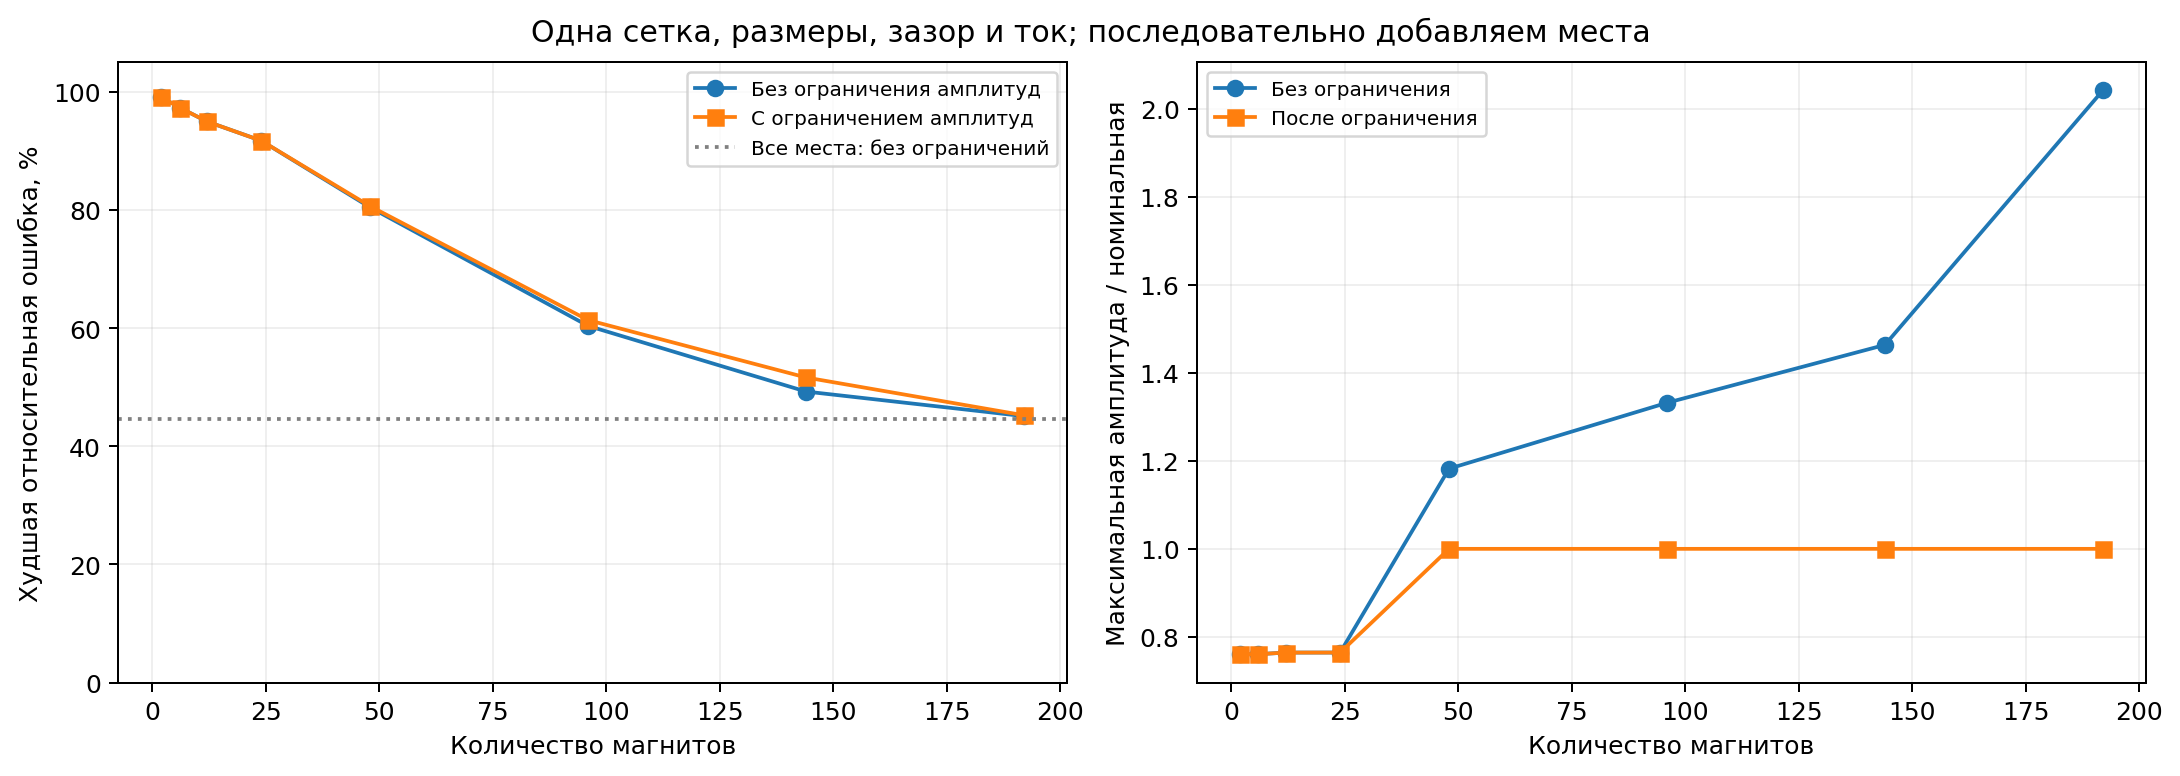 Одна сетка, размеры, зазор и ток; последовательно добавляем места
Худшая относительная ошибка, %
100
80
60
40
20
0
Без ограничения амплитуд
С ограничением амплитуд
Все места: без ограничений
0 25 50 75 100 125 150 175 200
Количество магнитов
Максимальная амплитуда / номинальная
2.0
1.8
1.6
1.4
1.2
1.0
0.8
Без ограничения
После ограничения
0 25 50 75 100 125 150 175 200
Количество магнитов